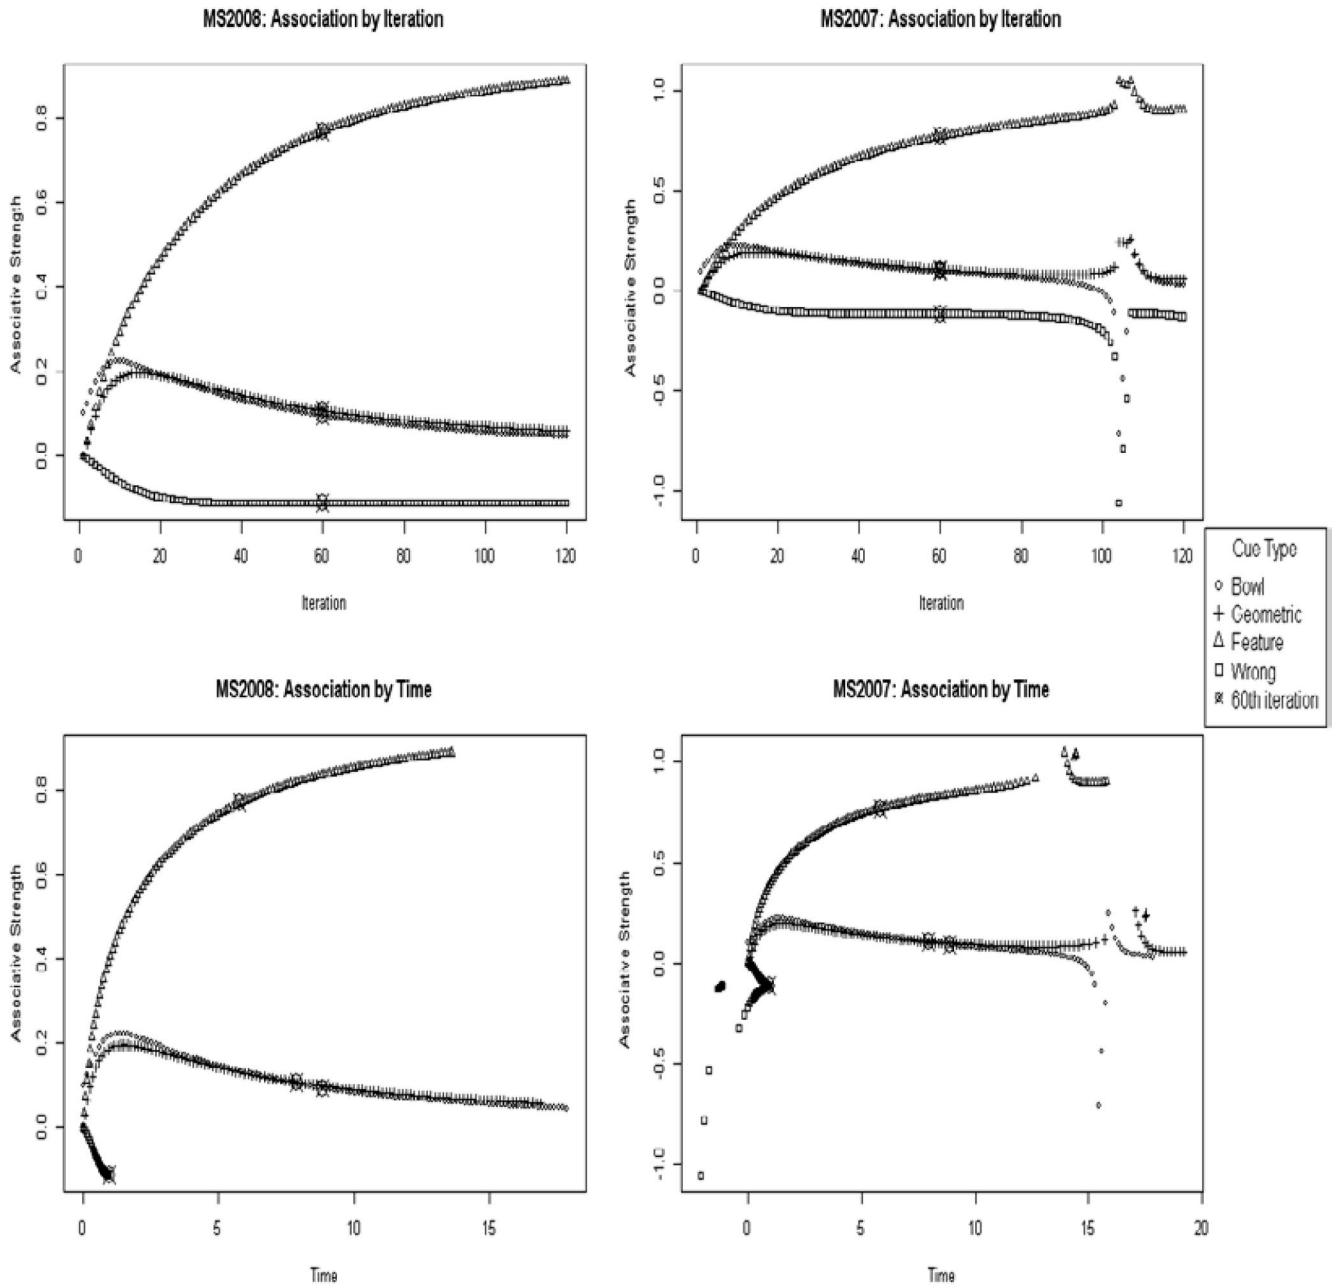 MS2008: Association by Iteration
Associative Strength
0.0 0.2 0.4 0.6 0.8
0 20 40 60 80 100 120
Iteration
MS2007: Association by Iteration
Associative Strength
-1.0 -0.5 0.0 0.5 1.0
0 20 40 60 80 100 120
Iteration
Cue Type
Bowl
Geometric
Feature
Wrong
60th iteration
MS2008: Association by Time
Associative Strength
0.0 0.2 0.4 0.6 0.8
0 5 10 15
Time
MS2007: Association by Time
Associative Strength
-1.0 -0.5 0.0 0.5 1.0
0 5 10 15 20
Time